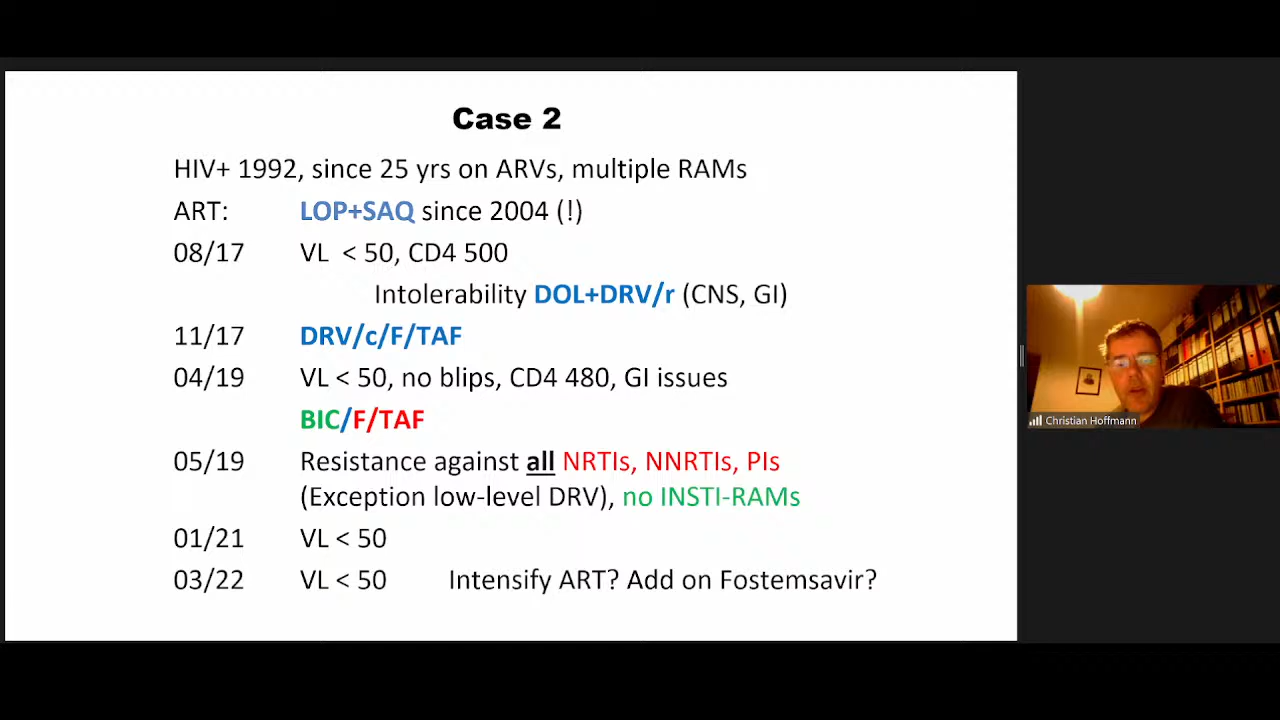 Case 2
HIV+ 1992, since 25 yrs on ARVs, multiple RAMs
ART: LOP+SAQ since 2004 (!)
08/17 VL < 50, CD4 500
Intolerability DOL+DRV/r (CNS, GI)
11/17 DRV/c/F/TAF
04/19 VL < 50, no blips, CD4 480, GI issues
BIC/F/TAF
05/19 Resistance against all NRTIs, NNRTIs, PIs
(Exception low-level DRV), no INSTI-RAMs
01/21 VL < 50
03/22 VL < 50 Intensify ART? Add on Fostemsavir?
Christian Hoffmann